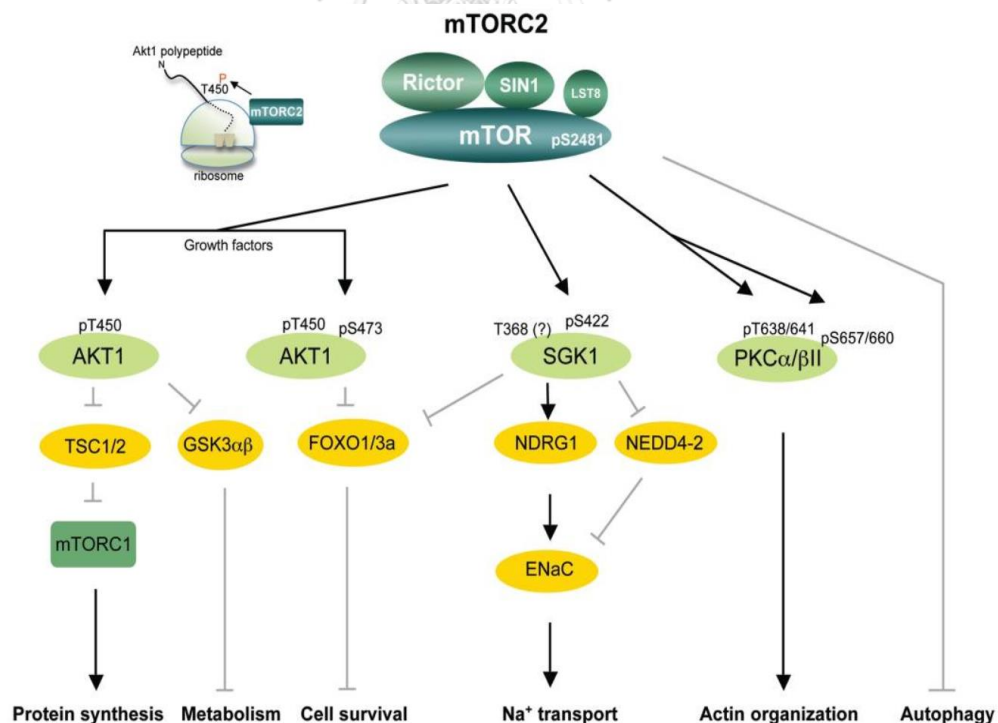 mTORC2
Akt1 polypeptide
N
P
T450
mTORC2
ribosome
Rictor
SIN1
LST8
mTOR
pS2481
Growth factors
pT450
AKT1
pT450
pS473
AKT1
T368 (?)
pS422
SGK1
pT638/641
pS657/660
PKCα/βII
TSC1/2
GSK3αβ
FOXO1/3a
NDRG1
NEDD4-2
mTORC1
ENaC
Protein synthesis
Metabolism
Cell survival
Na⁺ transport
Actin organization
Autophagy